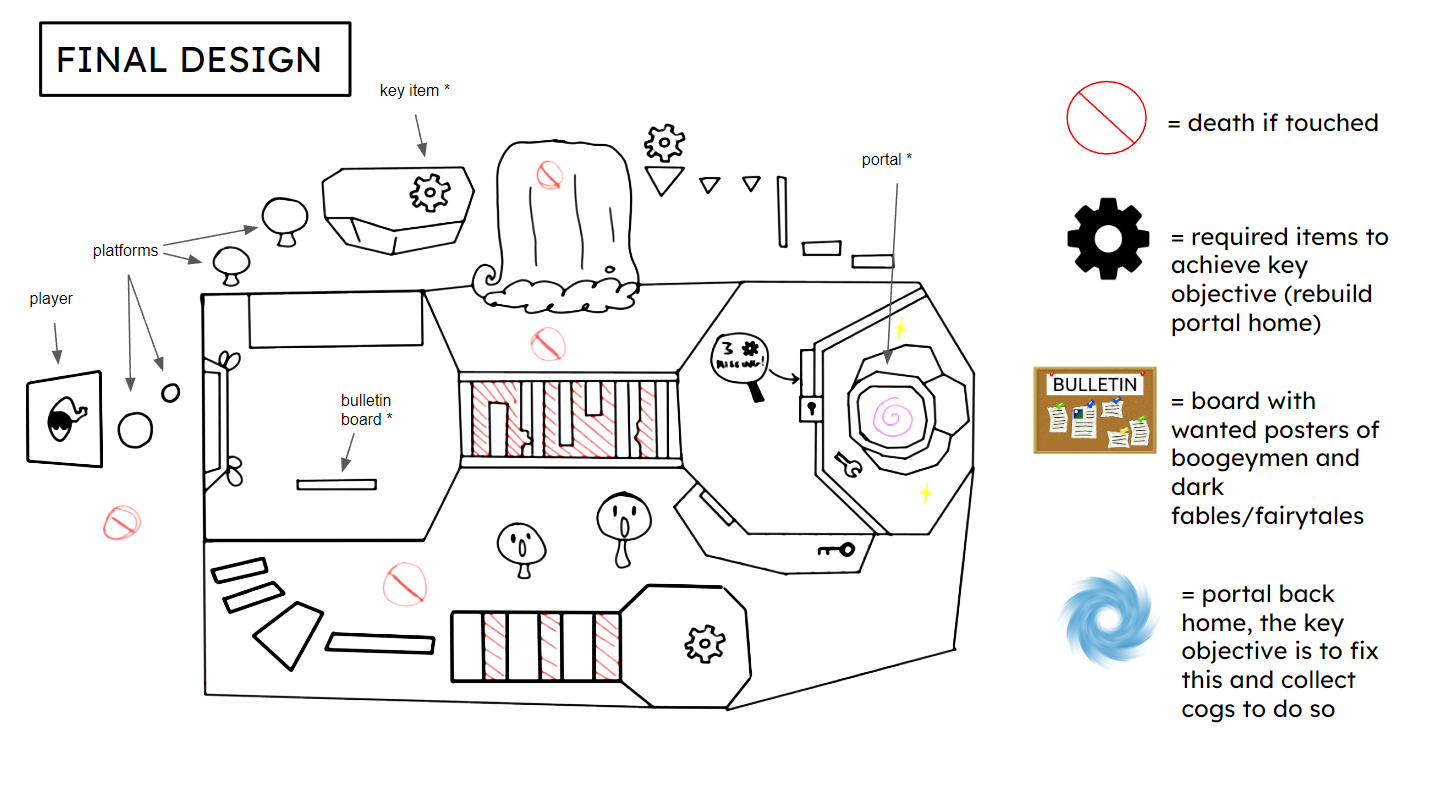 FINAL DESIGN
key item *
portal *
platforms
player
bulletin
board *
3
MISSING!
= death if touched
= required items to
achieve key
objective (rebuild
portal home)
BULLETIN
= board with
wanted posters of
boogeymen and
dark
fables/fairytales
= portal back
home, the key
objective is to fix
this and collect
cogs to do so